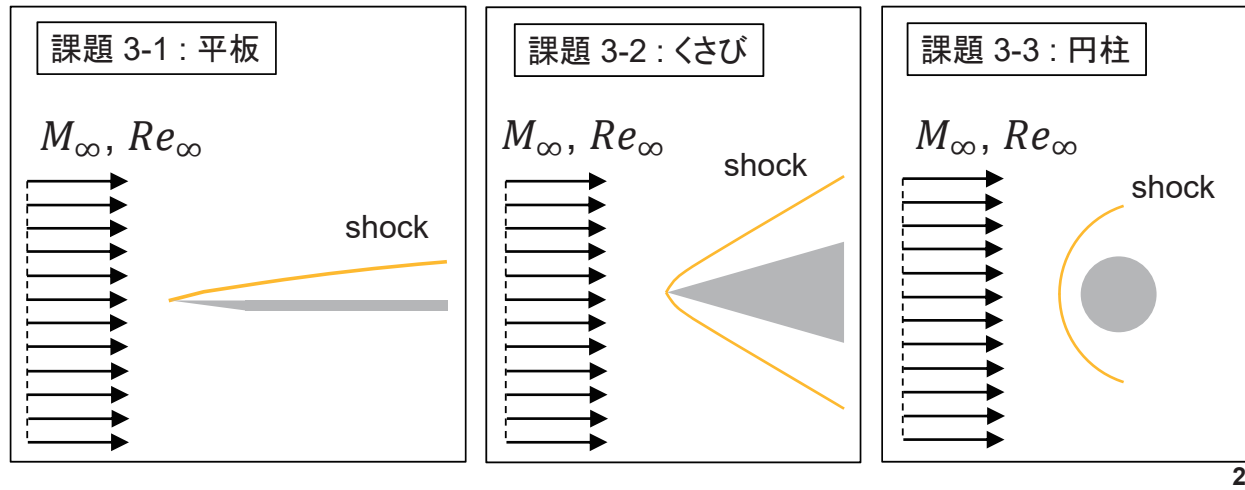 課題 3-1 : 平板
M∞, Re∞
shock
課題 3-2 : くさび
M∞, Re∞
shock
課題 3-3 : 円柱
M∞, Re∞
shock
2